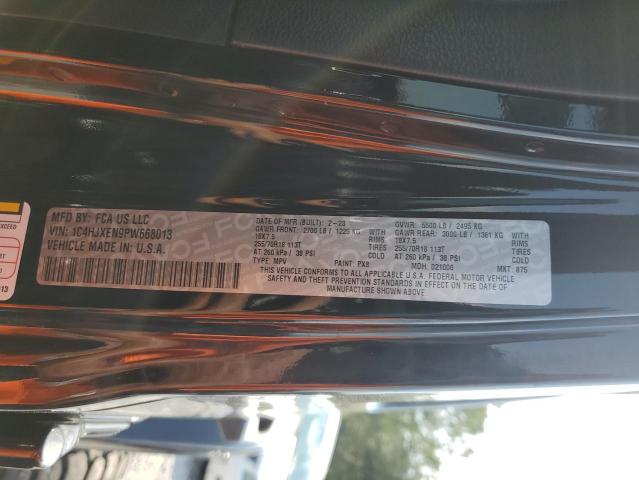 MFD BY: FCA US LLC
VIN: 1C4HJXEN9PW668013
VEHICLE MADE IN U.S.A.
DATE OF MFR (BUILT): 2-23
GAWR FRONT: 2700 LB / 1225 KG
18X7.5
255/70R18 113T
AT 260 kPa / 38 PSI
TYPE: MPV
PAINT: PX8
GVWR: 5500 LB / 2495 KG
GAWR REAR: 3000 LB / 1361 KG
18X7.5
255/70R18 113T
AT 260 kPa / 38 PSI
MDH: 021006
TIRES
COLD
TIRES
COLD
MKT: 875
THIS VEHICLE CONFORMS TO ALL APPLICABLE U.S.A. FEDERAL MOTOR VEHICLE
SAFETY AND THEFT PREVENTION STANDARDS IN EFFECT ON THE DATE OF
MANUFACTURE SHOWN ABOVE
EXCEED